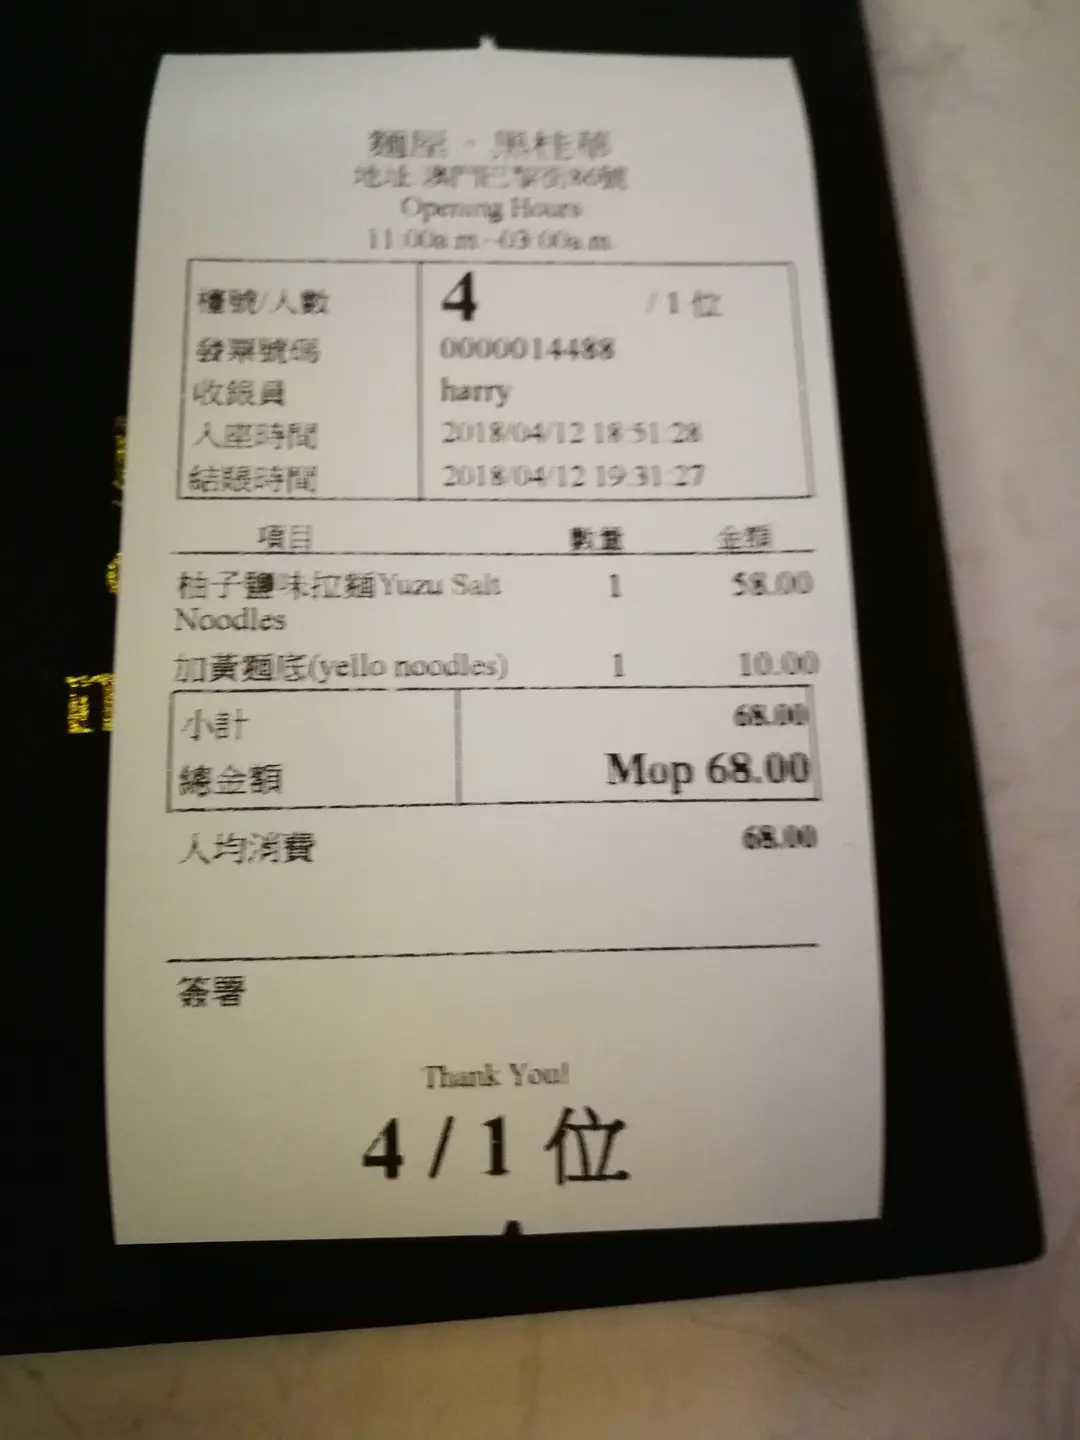 麵屋·黑桂華
地址 澳門巴黎街86號
Opening Hours
11:00a.m.~03:00a.m.
檯號/人數 4 / 1 位
發票號碼 0000014488
收銀員 harry
入座時間 2018/04/12 18:51:28
結賬時間 2018/04/12 19:31:27
項目 數量 金額
柚子鹽味拉麵Yuzu Salt 1 58.00
Noodles
加黃麵底(yello noodles) 1 10.00
小計 68.00
總金額 Mop 68.00
人均消費 68.00
簽署
Thank You!
4 / 1 位